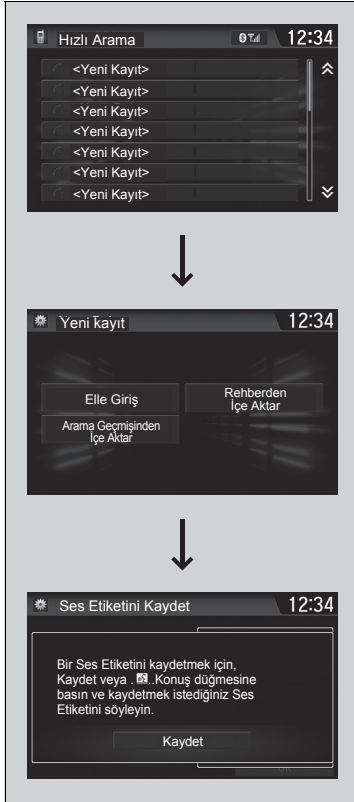 Hızlı Arama 12:34
<Yeni Kayıt>
<Yeni Kayıt>
<Yeni Kayıt>
<Yeni Kayıt>
<Yeni Kayıt>
<Yeni Kayıt>
<Yeni Kayıt>
Yeni kayıt 12:34
Elle Giriş
Rehberden
İçe Aktar
Arama Geçmişinden
İçe Aktar
Ses Etiketini Kaydet 12:34
Bir Ses Etiketini kaydetmek için,
Kaydet veya . ..Konuş düğmesine
basın ve kaydetmek istediğiniz Ses
Etiketini söyleyin.
Kaydet